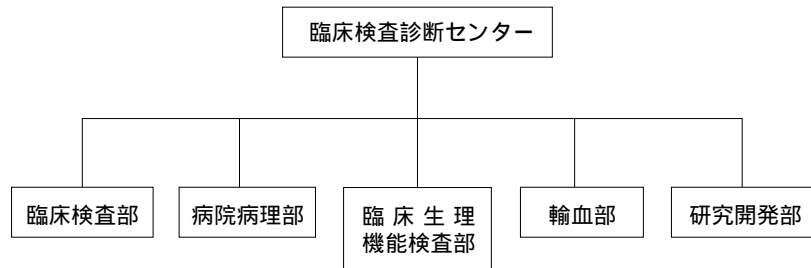 臨床検査診断センター
臨床検査部
病院病理部
臨床生理
機能検査部
輸血部
研究開発部